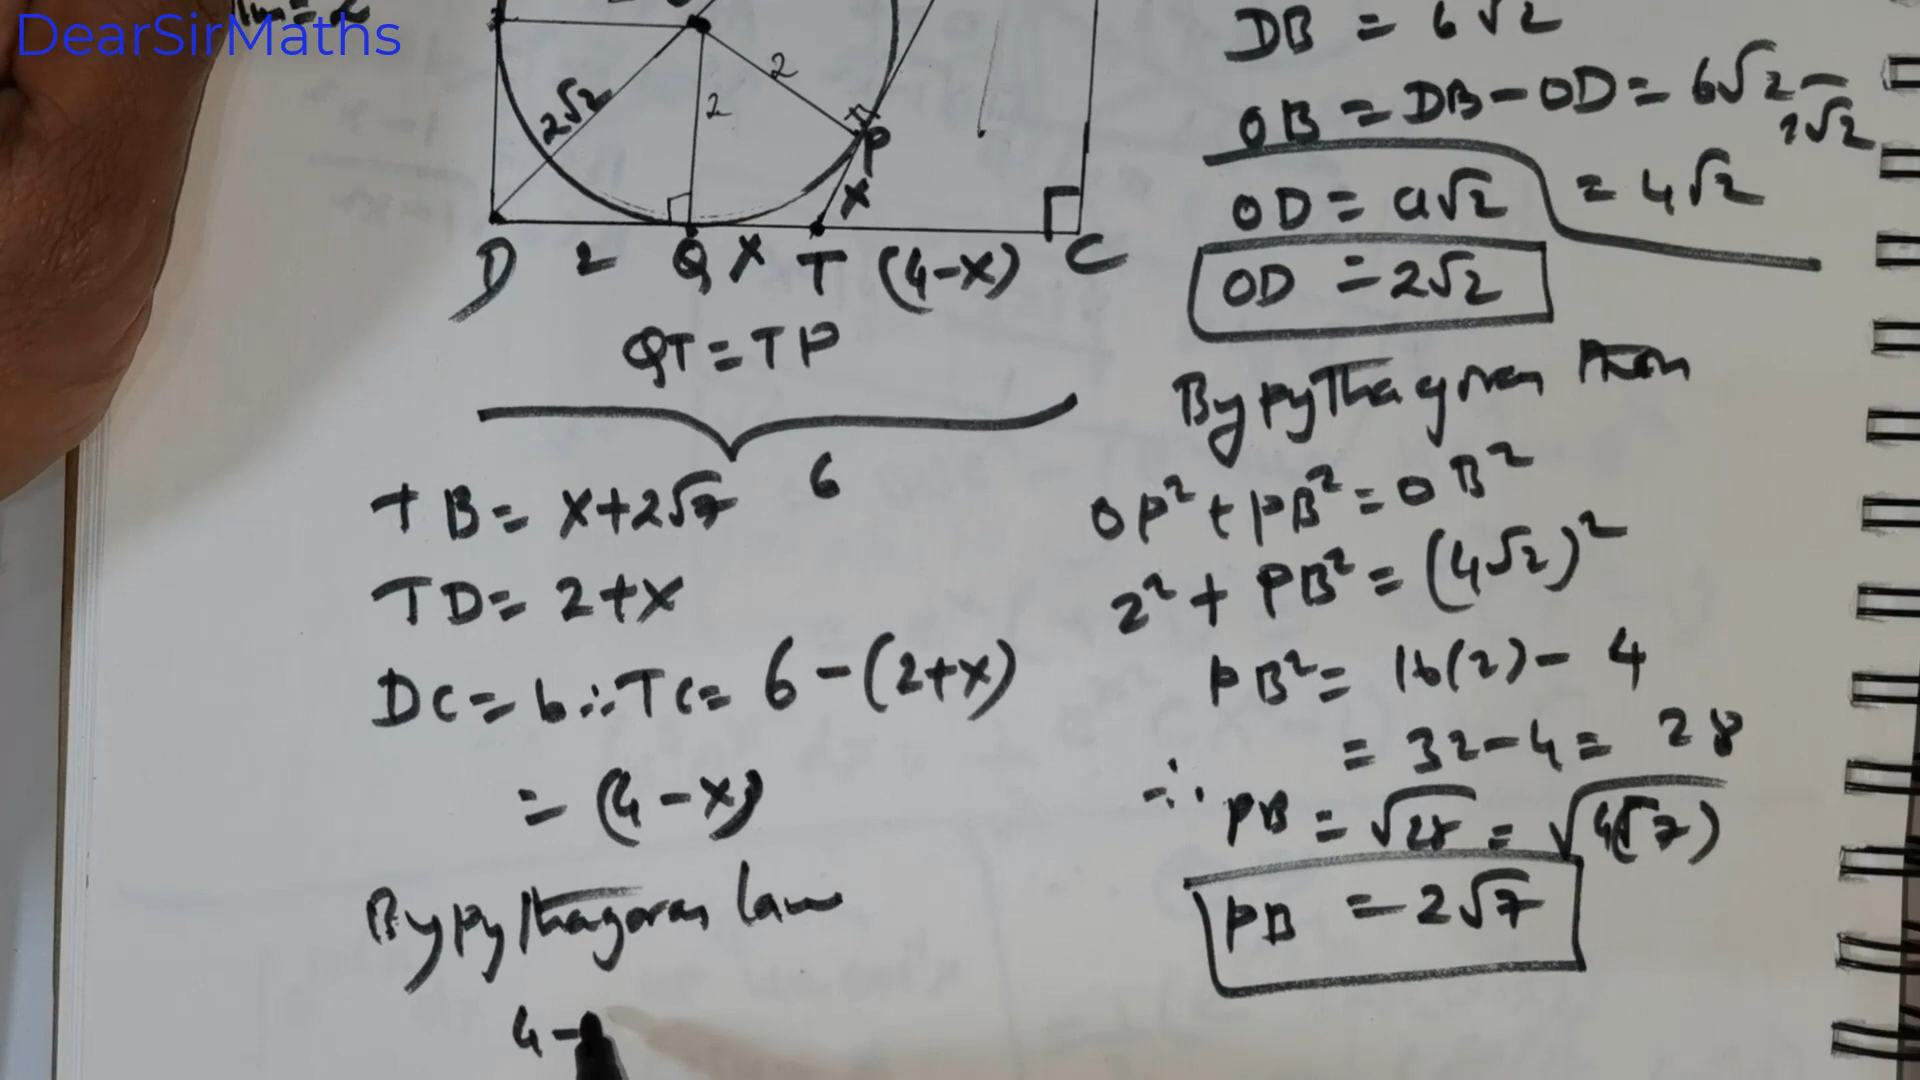 DearSirMaths
2√2
2
2
P
x
D 2 Q x T (4-x) C
QT = TP
6
TB = x+2√7
TD = 2+x
DC = 6 ∴ TC = 6-(2+x)
= (4-x)
By pythagoras law
4-
DB = 6√2
OB = DB-OD = 6√2 -
2√2
= 4√2
OD = a√2
OD = 2√2
By pythagorean
OP² + PB² = OB²
2² + PB² = (4√2)²
PB² = 16(2) - 4
= 32-4 = 28
∴ PB = √28 = √4(7)
PB = 2√7